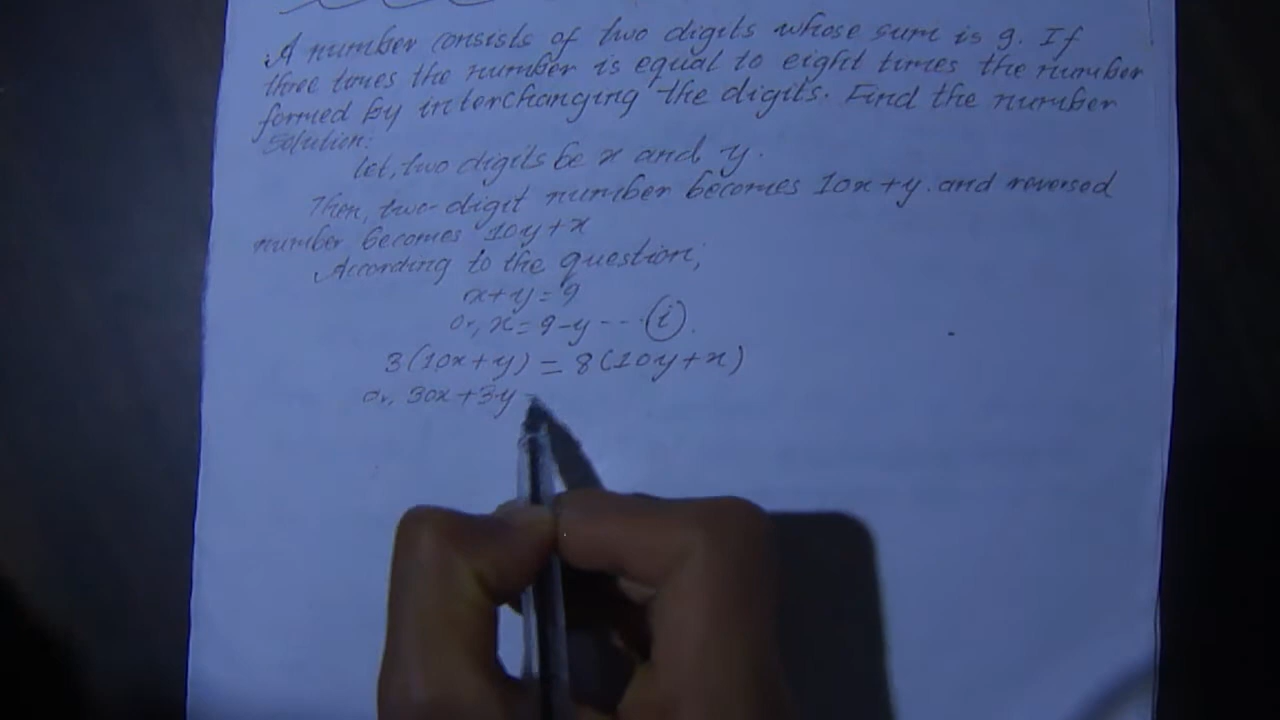 A number consists of two digits whose sum is 9. If
three times the number is equal to eight times the number
formed by interchanging the digits. Find the number
Solution:
Let, two digits be x and y.
Then, two-digit number becomes 10x+y. and reversed
number becomes 10y+x
According to the question,
x+y=9
Or, x=9-y --- (i).
3(10x+y) = 8(10y+x)
Or, 30x+3y